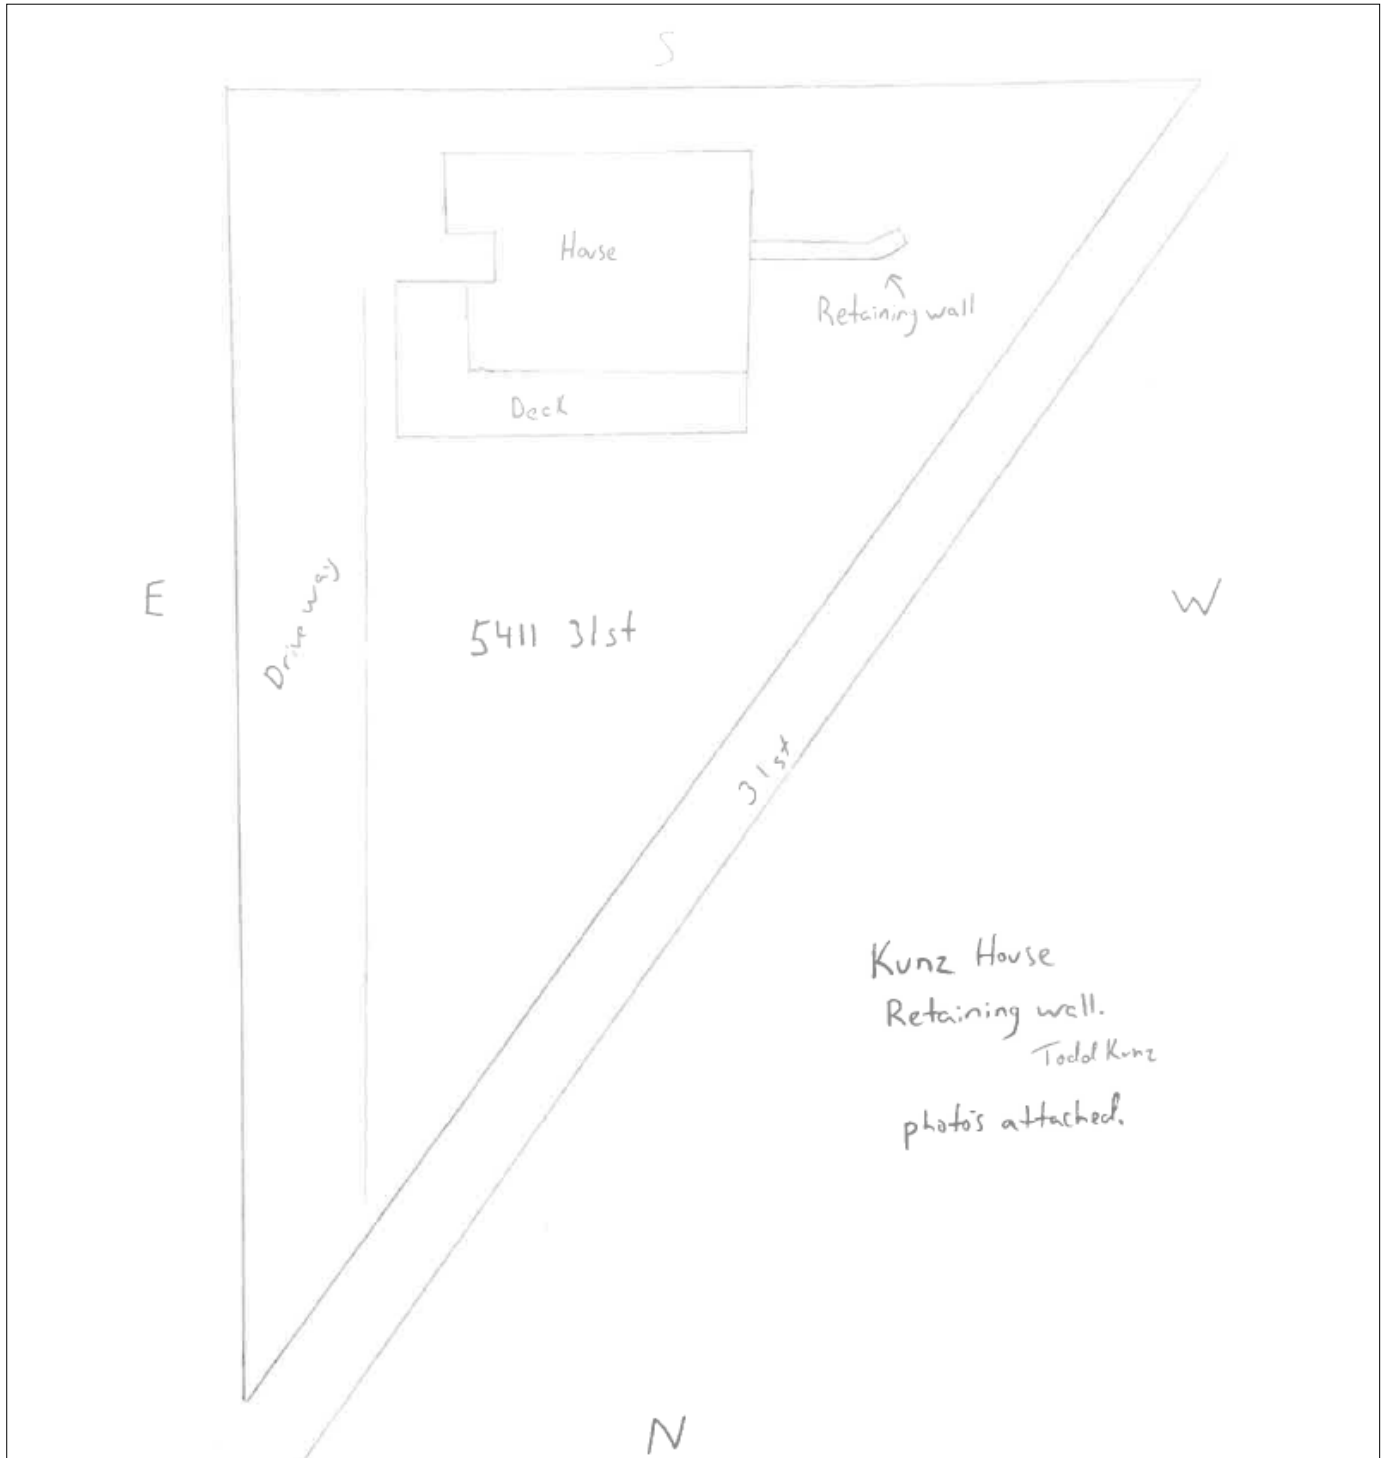 S
House
Retaining wall
Deck
E
Drive way
5411 31st
W
31st
Kunz House
Retaining wall.
Todd Kunz
photo's attached.
N